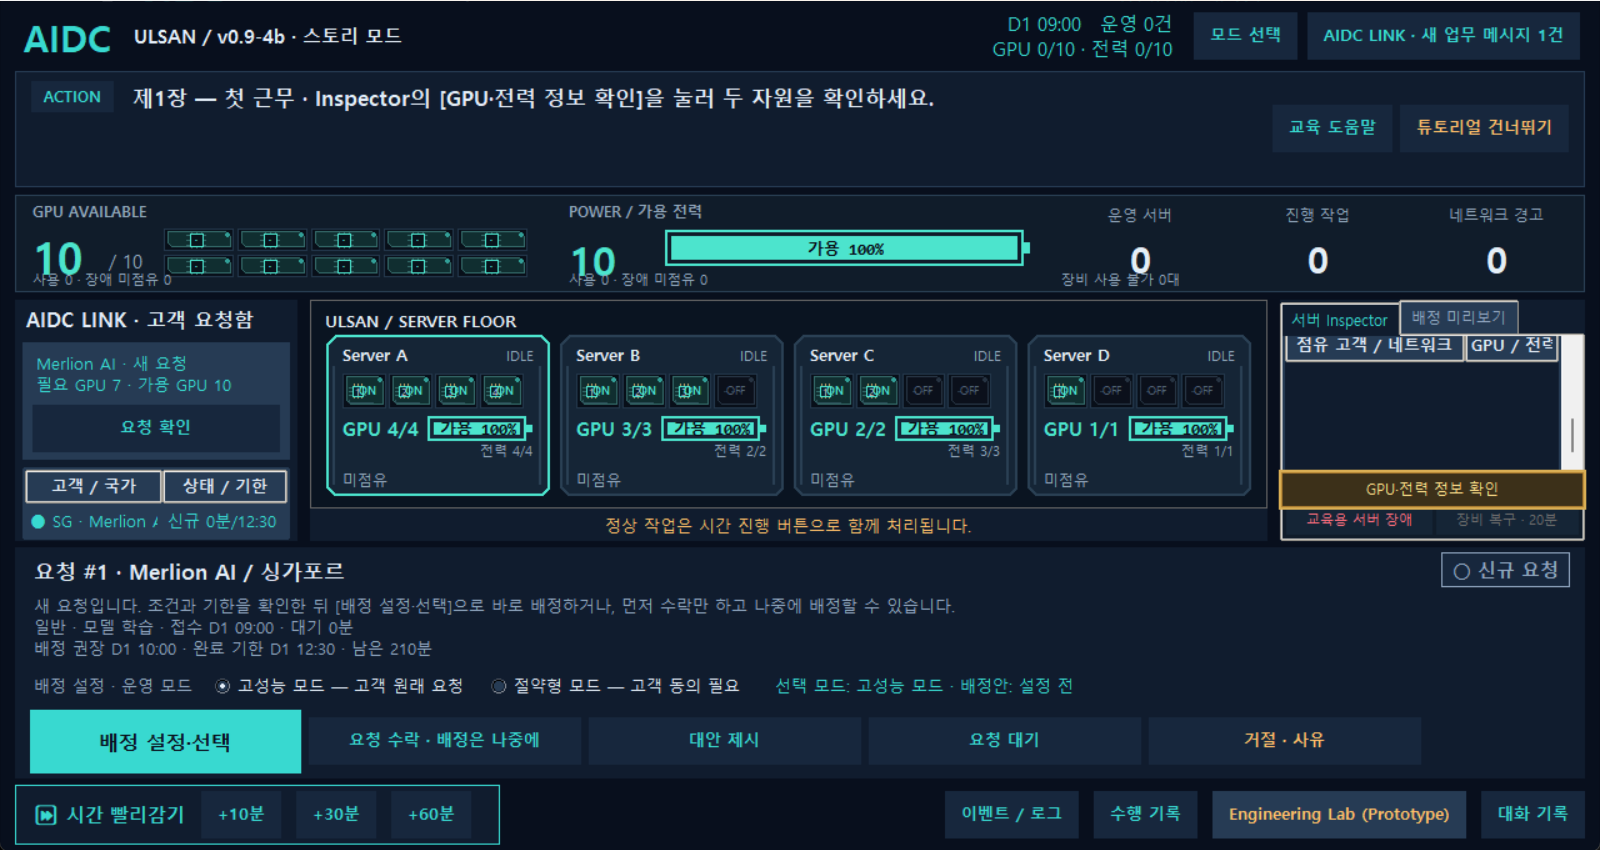 AIDC ULSAN / v0.9-4b · 스토리 모드
D1 09:00 운영 0건
GPU 0/10 · 전력 0/10
모드 선택
AIDC LINK · 새 업무 메시지 1건
ACTION 제1장 — 첫 근무 · Inspector의 [GPU·전력 정보 확인]을 눌러 두 자원을 확인하세요.
교육 도움말
튜토리얼 건너뛰기
GPU AVAILABLE
10 / 10
사용 0 · 장애 미점유 0
POWER / 가용 전력
10
가용 100%
사용 0 · 장애 미점유 0
운영 서버
0
장비 사용 불가 0대
진행 작업
0
네트워크 경고
0
AIDC LINK · 고객 요청함
Merlion AI · 새 요청
필요 GPU 7 · 가용 GPU 10
요청 확인
고객 / 국가 상태 / 기한
SG · Merlion 신규 0분/12:30
ULSAN / SERVER FLOOR
Server A IDLE
ON ON ON ON
GPU 4/4 가용 100%
전력 4/4
미점유
Server B IDLE
ON ON ON OFF
GPU 3/3 가용 100%
전력 2/2
미점유
Server C IDLE
ON ON OFF OFF
GPU 2/2 가용 100%
전력 3/3
미점유
Server D IDLE
ON OFF OFF OFF
GPU 1/1 가용 100%
전력 1/1
미점유
정상 작업은 시간 진행 버튼으로 함께 처리됩니다.
서버 Inspector 배정 미리보기
점유 고객 / 네트워크 GPU / 전력
GPU·전력 정보 확인
교육용 서버 장애 장비 복구 · 20분
요청 #1 · Merlion AI / 싱가포르
○ 신규 요청
새 요청입니다. 조건과 기한을 확인한 뒤 [배정 설정·선택]으로 바로 배정하거나, 먼저 수락만 하고 나중에 배정할 수 있습니다.
일반 · 모델 학습 · 접수 D1 09:00 · 대기 0분
배정 권장 D1 10:00 · 완료 기한 D1 12:30 · 남은 210분
배정 설정 · 운영 모드 고성능 모드 — 고객 원래 요청 절약형 모드 — 고객 동의 필요 선택 모드: 고성능 모드 · 배정안: 설정 전
배정 설정·선택
요청 수락 · 배정은 나중에
대안 제시
요청 대기
거절 · 사유
시간 빨리감기 +10분 +30분 +60분
이벤트 / 로그
수행 기록
Engineering Lab (Prototype)
대화 기록